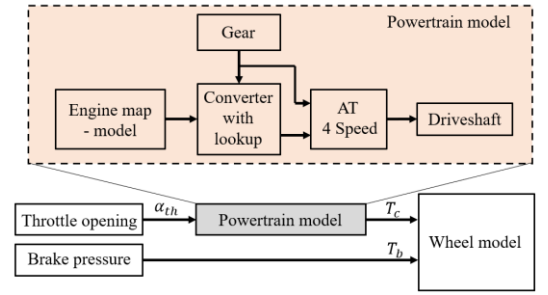 Powertrain model
Gear
Engine map
- model
Converter
with
lookup
AT
4 Speed
Driveshaft
Throttle opening
α_th
Powertrain model
T_c
Wheel model
Brake pressure
T_b